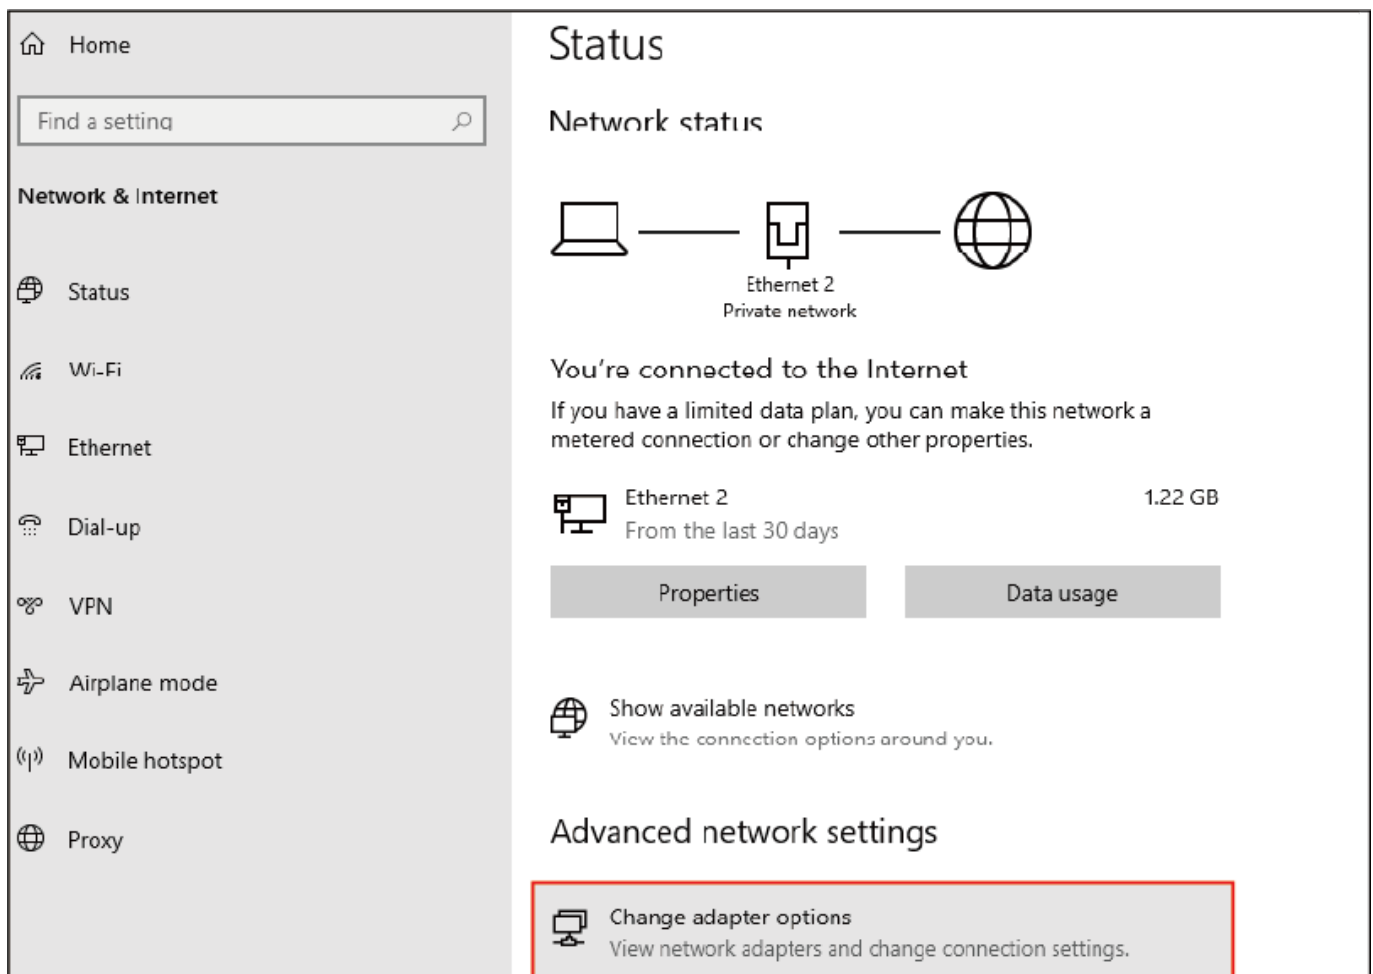 Home
Find a setting
Network & Internet
Status
Wi-Fi
Ethernet
Dial-up
VPN
Airplane mode
Mobile hotspot
Proxy
Status
Network status
Ethernet 2
Private network
You're connected to the Internet
If you have a limited data plan, you can make this network a
metered connection or change other properties.
Ethernet 2 1.22 GB
From the last 30 days
Properties Data usage
Show available networks
View the connection options around you.
Advanced network settings
Change adapter options
View network adapters and change connection settings.